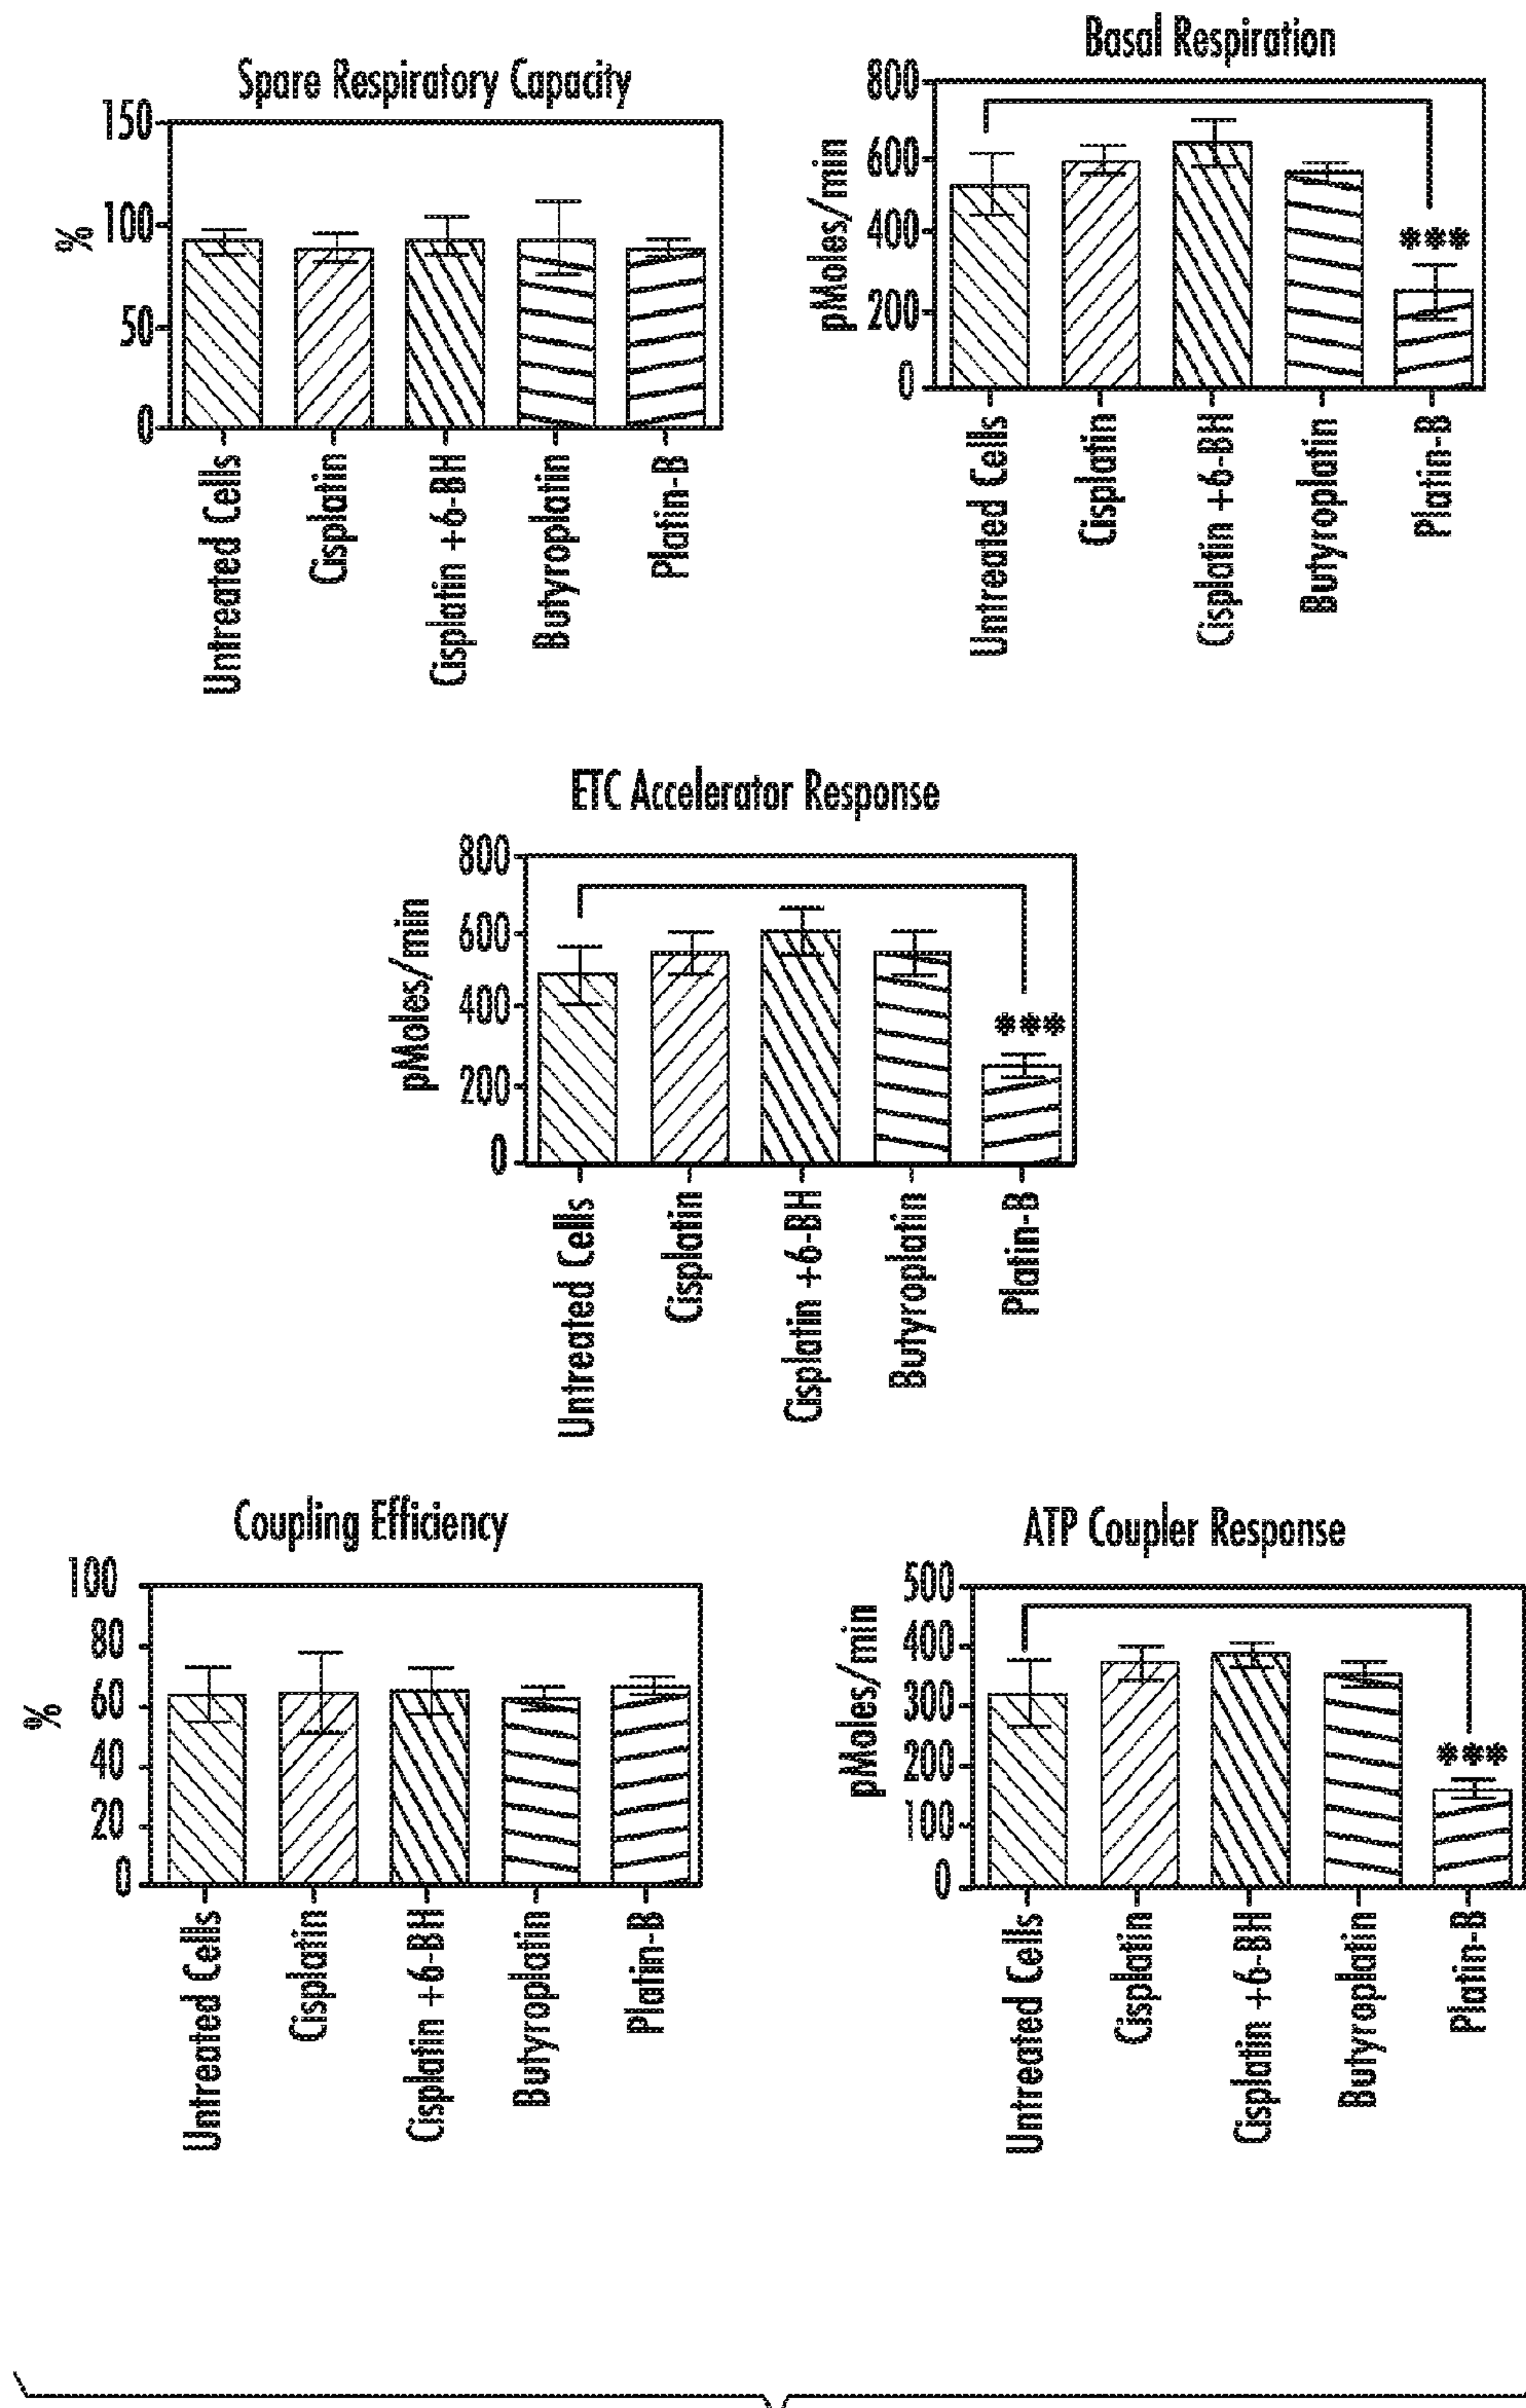 Spare Respiratory Capacity
150
100
50
0
%
Untreated Cells
Cisplatin
Cisplatin +6-BH
Butyroplatin
Platin-B
Basal Respiration
800
600
400
200
0
pMoles/min
***
Untreated Cells
Cisplatin
Cisplatin +6-BH
Butyroplatin
Platin-B
ETC Accelerator Response
800
600
400
200
0
pMoles/min
***
Untreated Cells
Cisplatin
Cisplatin +6-BH
Butyroplatin
Platin-B
Coupling Efficiency
100
80
60
40
20
0
%
Untreated Cells
Cisplatin
Cisplatin +6-BH
Butyroplatin
Platin-B
ATP Coupler Response
500
400
300
200
100
0
pMoles/min
***
Untreated Cells
Cisplatin
Cisplatin +6-BH
Butyroplatin
Platin-B